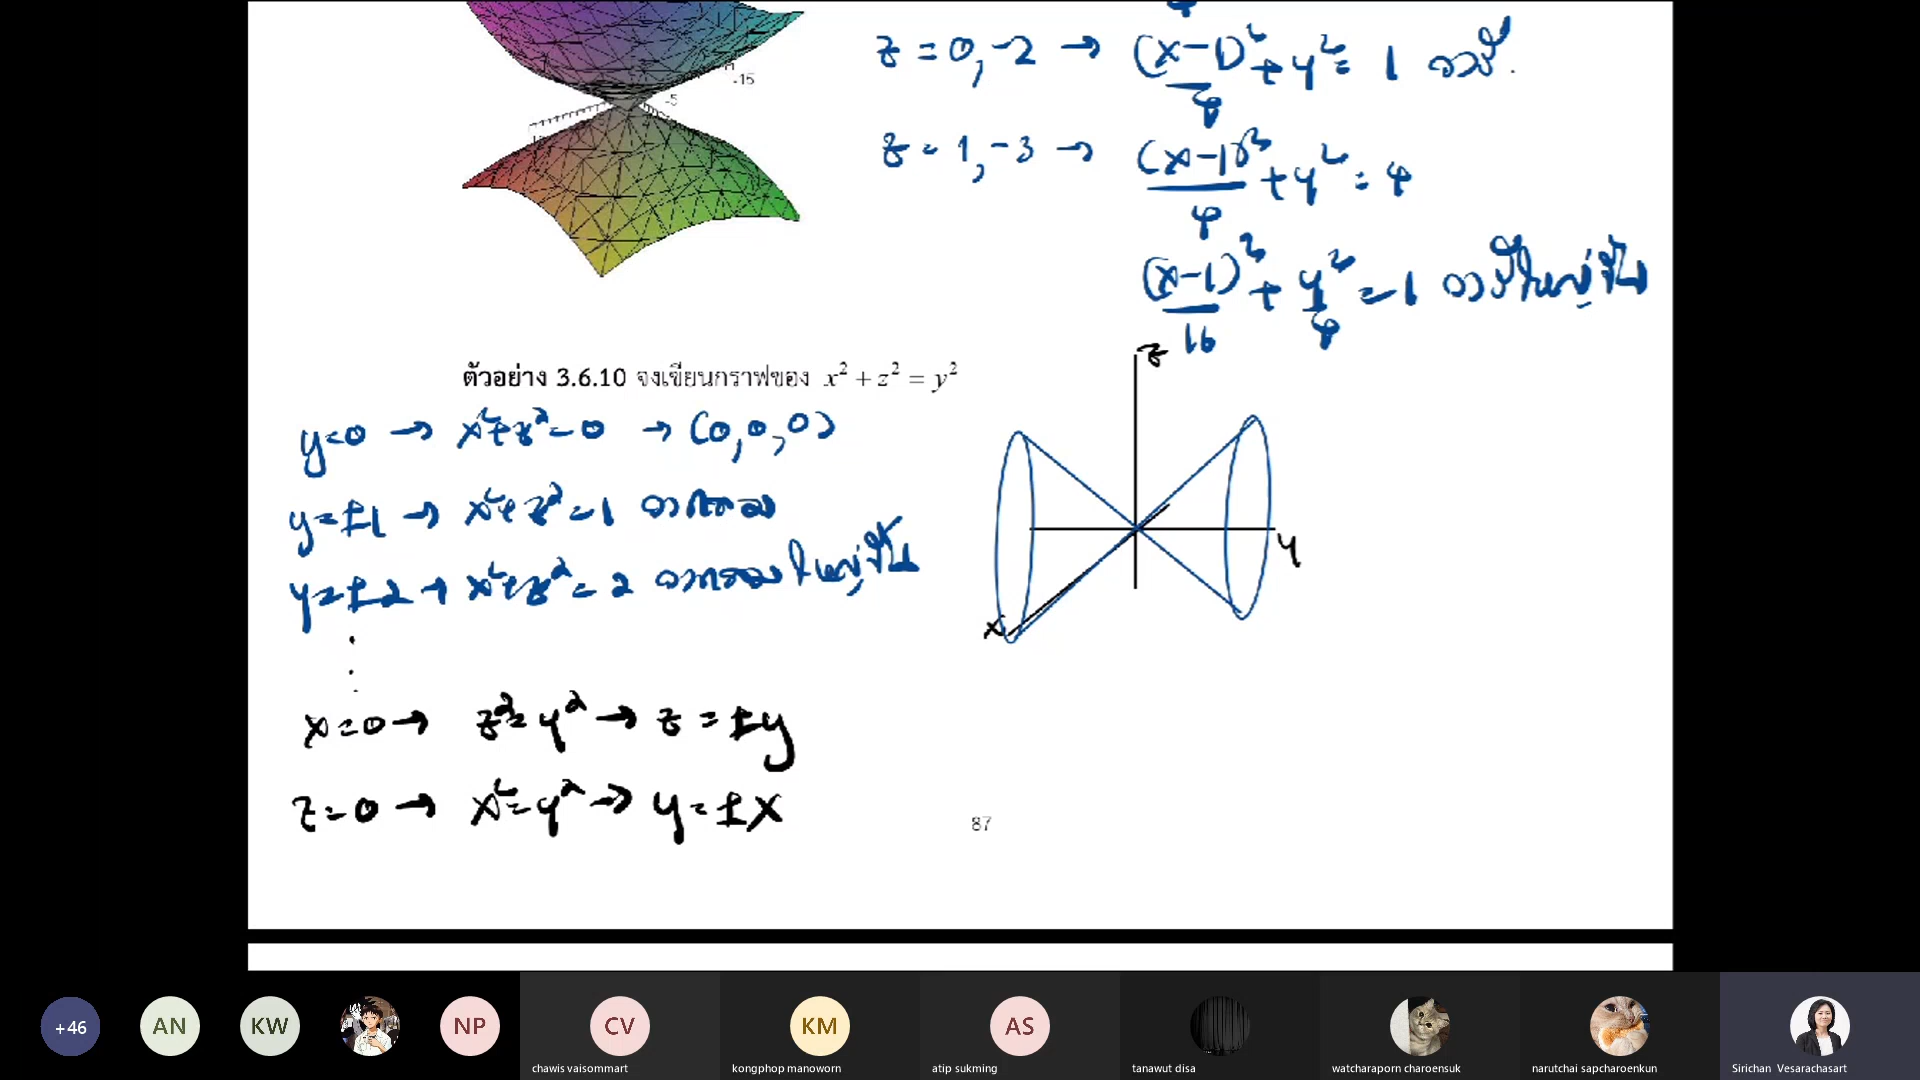 -15
-5
z = 0, -2 → (x-1)²/4 + y² = 1 วงรี
z = 1, -3 → (x-1)²/4 + y² = 4
(x-1)²/16 + y²/4 = 1 วงรีใหญ่ขึ้น
ตัวอย่าง 3.6.10 จงเขียนกราฟของ x² + z² = y²
y=0 → x²+z²=0 → (0,0,0)
y=±1 → x²+z²=1 วงกลม
y=±2 → x²+z²=2 วงกลมใหญ่ขึ้น
z
y
x
x=0 → z²=y² → z=±y
z=0 → x²=y² → y=±x
87
+46
AN
KW
NP
CV
KM
AS
chawis vaisommart
kongphop manoworn
atip sukming
tanawut disa
watcharaporn charoensuk
narutchai sapcharoenkun
Sirichan Vesarachasart